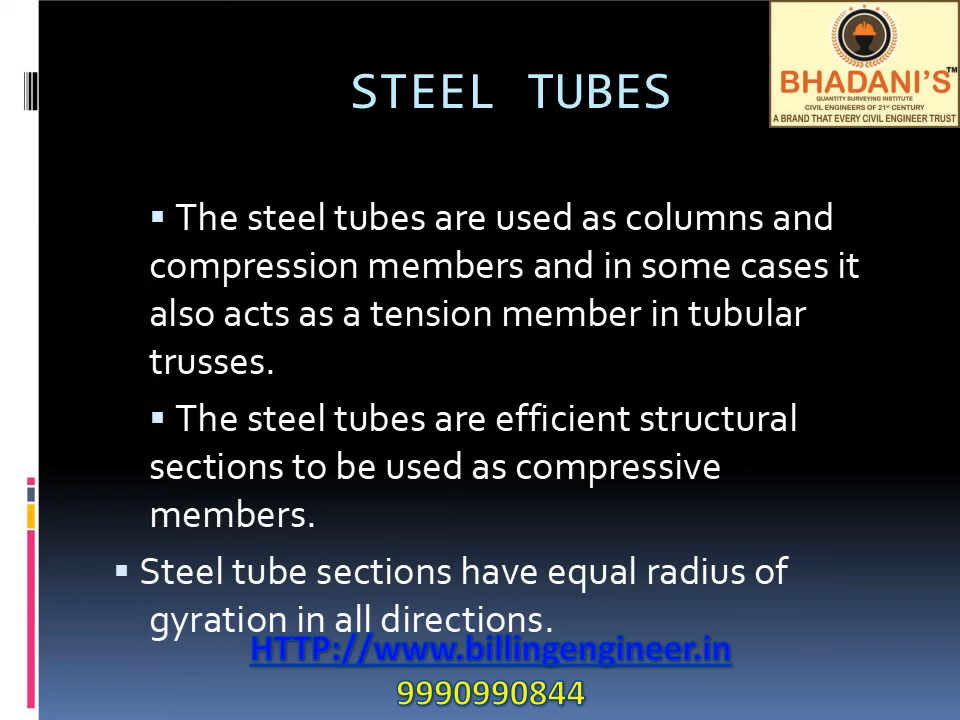 STEEL TUBES
BHADANI'S™
QUANTITY SURVEYING INSTITUTE
CIVIL ENGINEERS OF 21st CENTURY
A BRAND THAT EVERY CIVIL ENGINEER TRUST
▪ The steel tubes are used as columns and
compression members and in some cases it
also acts as a tension member in tubular
trusses.
▪ The steel tubes are efficient structural
sections to be used as compressive
members.
▪ Steel tube sections have equal radius of
gyration in all directions.
HTTP://www.billingengineer.in
9990990844